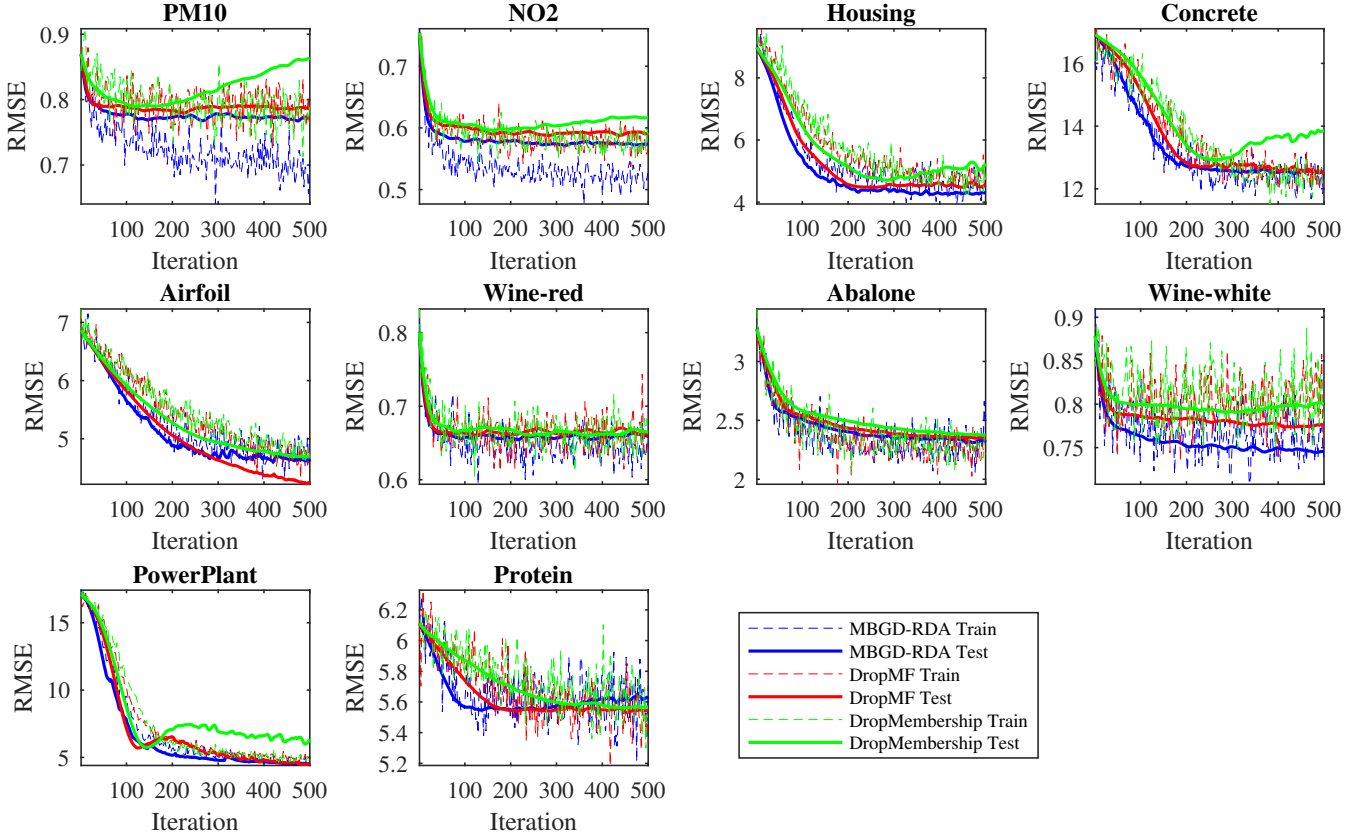 PM10
NO2
Housing
Concrete
RMSE
0.9
0.8
0.7
100 200 300 400 500
Iteration
RMSE
0.7
0.6
0.5
100 200 300 400 500
Iteration
RMSE
8
6
4
100 200 300 400 500
Iteration
RMSE
16
14
12
100 200 300 400 500
Iteration
Airfoil
Wine-red
Abalone
Wine-white
RMSE
7
6
5
100 200 300 400 500
Iteration
RMSE
0.8
0.7
0.6
100 200 300 400 500
Iteration
RMSE
3
2.5
2
100 200 300 400 500
Iteration
RMSE
0.9
0.85
0.8
0.75
100 200 300 400 500
Iteration
PowerPlant
Protein
RMSE
15
10
5
100 200 300 400 500
Iteration
RMSE
6.2
6
5.8
5.6
5.4
5.2
100 200 300 400 500
Iteration
MBGD-RDA Train
MBGD-RDA Test
DropMF Train
DropMF Test
DropMembership Train
DropMembership Test